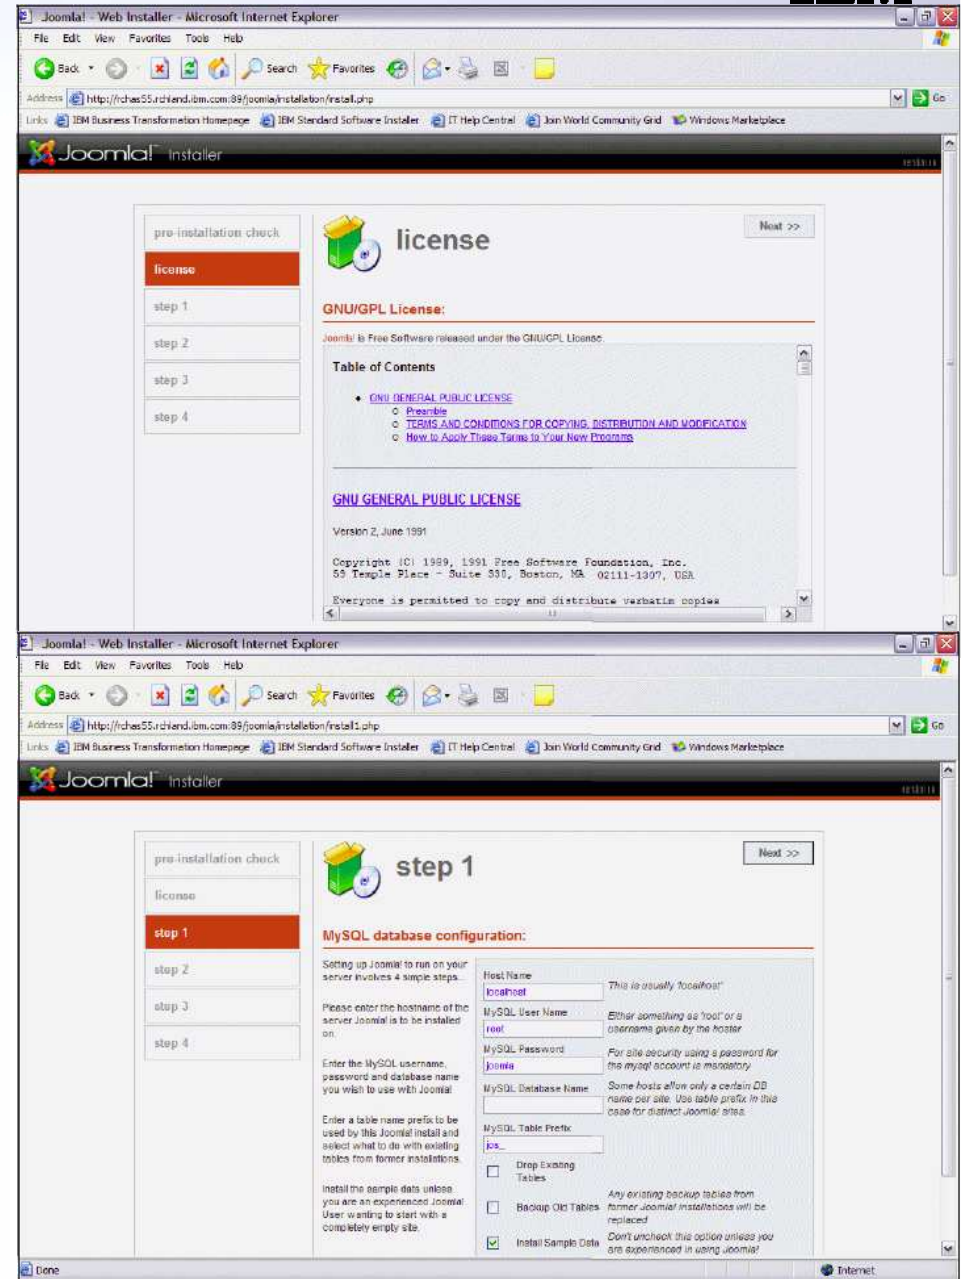 Joomla! - Web Installer - Microsoft Internet Explorer
File Edit View Favorites Tools Help
Back Search Favorites
Address http://rchas55.rchland.ibm.com:89/joomla/installation/install.php Go
Links IBM Business Transformation Homepage IBM Standard Software Installer IT Help Central Join World Community Grid Windows Marketplace
Joomla! Installer
pre-installation check
license
step 1
step 2
step 3
step 4
license
Next >>
GNU/GPL License:
Joomla! is Free Software released under the GNU/GPL License.
Table of Contents
GNU GENERAL PUBLIC LICENSE
Preamble
TERMS AND CONDITIONS FOR COPYING, DISTRIBUTION AND MODIFICATION
How to Apply These Terms to Your New Programs
GNU GENERAL PUBLIC LICENSE
Version 2, June 1991
Copyright (C) 1989, 1991 Free Software Foundation, Inc.
59 Temple Place - Suite 330, Boston, MA 02111-1307, USA
Everyone is permitted to copy and distribute verbatim copies
Joomla! - Web Installer - Microsoft Internet Explorer
File Edit View Favorites Tools Help
Back Search Favorites
Address http://rchas55.rchland.ibm.com:89/joomla/installation/install1.php Go
Links IBM Business Transformation Homepage IBM Standard Software Installer IT Help Central Join World Community Grid Windows Marketplace
Joomla! Installer
pre-installation check
license
step 1
step 2
step 3
step 4
step 1
Next >>
MySQL database configuration:
Setting up Joomla! to run on your
server involves 4 simple steps...
Please enter the hostname of the
server Joomla! is to be installed
on.
Enter the MySQL username,
password and database name
you wish to use with Joomla!
Enter a table name prefix to be
used by this Joomla! install and
select what to do with existing
tables from former installations.
Install the sample data unless
you are an experienced Joomla!
User wanting to start with a
completely empty site.
Host Name
localhost
This is usually 'localhost'
MySQL User Name
root
Either something as 'root' or a
username given by the hoster
MySQL Password
joomla
For site security using a password for
the mysql account is mandatory
MySQL Database Name
Some hosts allow only a certain DB
name per site. Use table prefix in this
case for distinct Joomla! sites.
MySQL Table Prefix
jos_
Drop Existing
Tables
Backup Old Tables
Any existing backup tables from
former Joomla! installations will be
replaced
Install Sample Data
Don't uncheck this option unless you
are experienced in using Joomla!
Done Internet